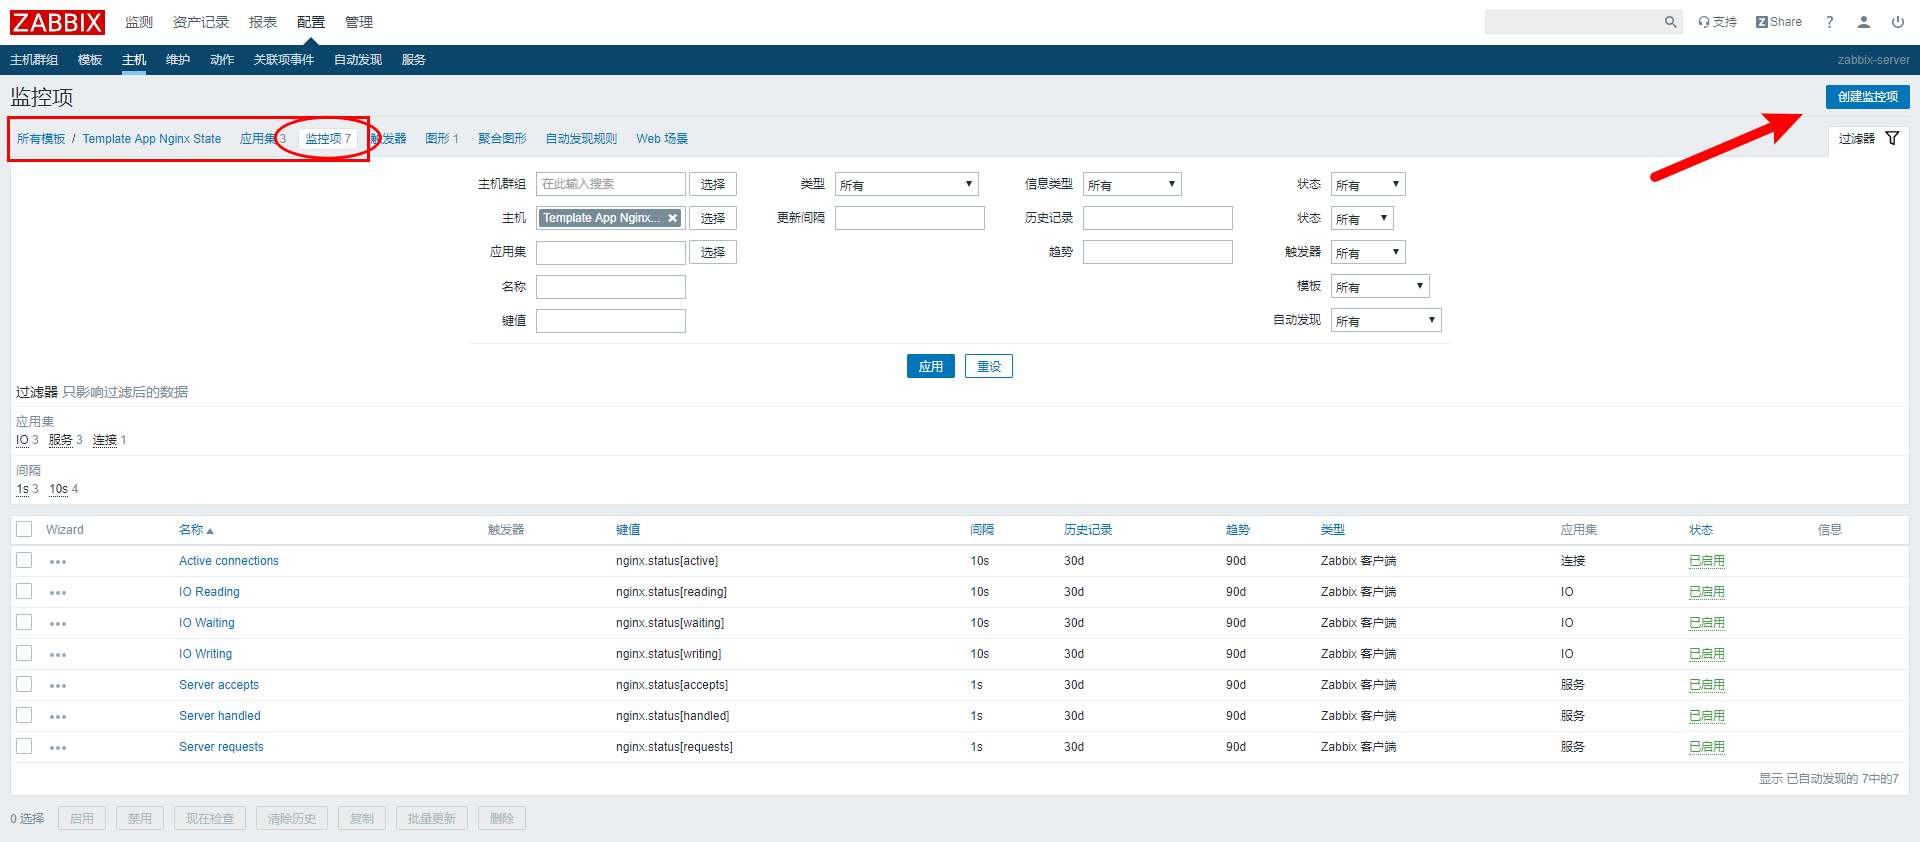 ZABBIX 监测 资产记录 报表 配置 管理 支持 Z Share ?
主机群组 模板 主机 维护 动作 关联项事件 自动发现 服务 zabbix-server
监控项 创建监控项
所有模板 / Template App Nginx State 应用集 3 监控项 7 触发器 图形 1 聚合图形 自动发现规则 Web 场景 过滤器
主机群组 在此输入搜索 选择 类型 所有 信息类型 所有 状态 所有
主机 Template App Nginx... 选择 更新间隔 历史记录 状态 所有
应用集 选择 趋势 触发器 所有
名称 模板 所有
键值 自动发现 所有
应用 重设
过滤器 只影响过滤后的数据
应用集
IO 3 服务 3 连接 1
间隔
1s 3 10s 4
Wizard 名称 触发器 键值 间隔 历史记录 趋势 类型 应用集 状态 信息
Active connections nginx.status[active] 10s 30d 90d Zabbix 客户端 连接 已启用
IO Reading nginx.status[reading] 10s 30d 90d Zabbix 客户端 IO 已启用
IO Waiting nginx.status[waiting] 10s 30d 90d Zabbix 客户端 IO 已启用
IO Writing nginx.status[writing] 10s 30d 90d Zabbix 客户端 IO 已启用
Server accepts nginx.status[accepts] 1s 30d 90d Zabbix 客户端 服务 已启用
Server handled nginx.status[handled] 1s 30d 90d Zabbix 客户端 服务 已启用
Server requests nginx.status[requests] 1s 30d 90d Zabbix 客户端 服务 已启用
显示 已自动发现的 7中的7
0 选择 启用 禁用 现在检查 清除历史 复制 批量更新 删除